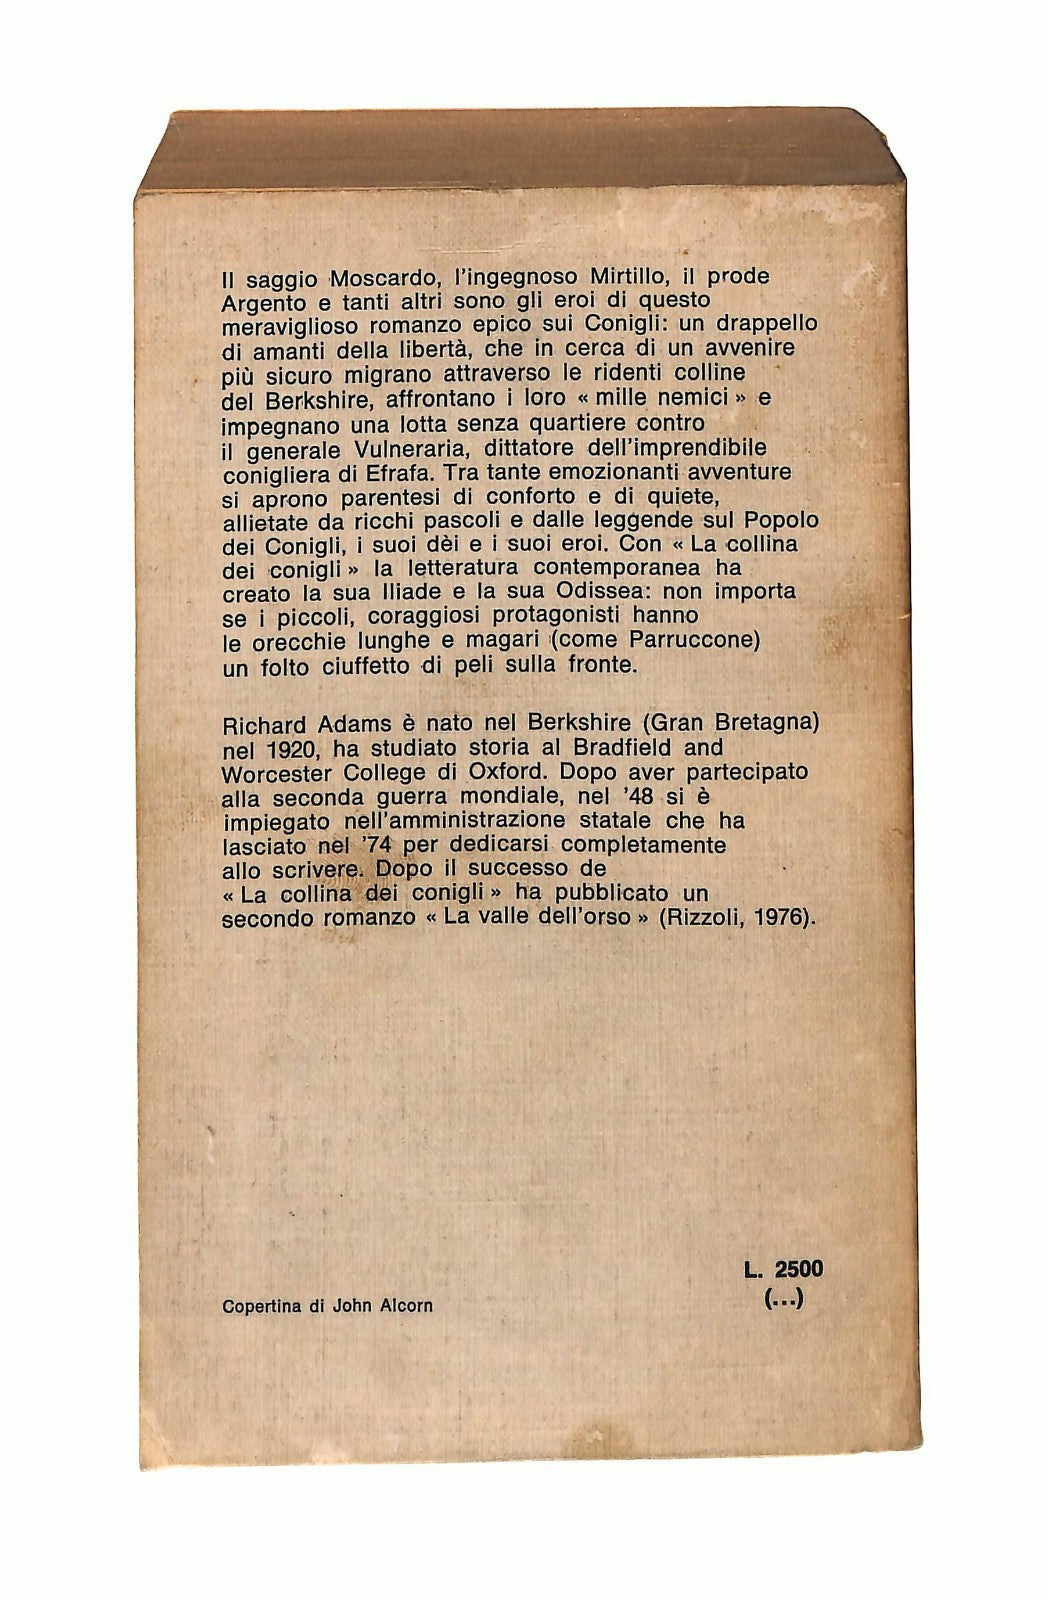 Il saggio Moscardo, l'ingegnoso Mirtillo, il prode
Argento e tanti altri sono gli eroi di questo
meraviglioso romanzo epico sui Conigli: un drappello
di amanti della libertà, che in cerca di un avvenire
più sicuro migrano attraverso le ridenti colline
del Berkshire, affrontano i loro « mille nemici » e
impegnano una lotta senza quartiere contro
il generale Vulneraria, dittatore dell'imprendibile
conigliera di Efrafa. Tra tante emozionanti avventure
si aprono parentesi di conforto e di quiete,
allietate da ricchi pascoli e dalle leggende sul Popolo
dei Conigli, i suoi dèi e i suoi eroi. Con « La collina
dei conigli » la letteratura contemporanea ha
creato la sua Iliade e la sua Odissea: non importa
se i piccoli, coraggiosi protagonisti hanno
le orecchie lunghe e magari (come Parruccone)
un folto ciuffetto di peli sulla fronte.
Richard Adams è nato nel Berkshire (Gran Bretagna)
nel 1920, ha studiato storia al Bradfield and
Worcester College di Oxford. Dopo aver partecipato
alla seconda guerra mondiale, nel '48 si è
impiegato nell'amministrazione statale che ha
lasciato nel '74 per dedicarsi completamente
allo scrivere. Dopo il successo de
« La collina dei conigli » ha pubblicato un
secondo romanzo « La valle dell'orso » (Rizzoli, 1976).
L. 2500
(...)
Copertina di John Alcorn